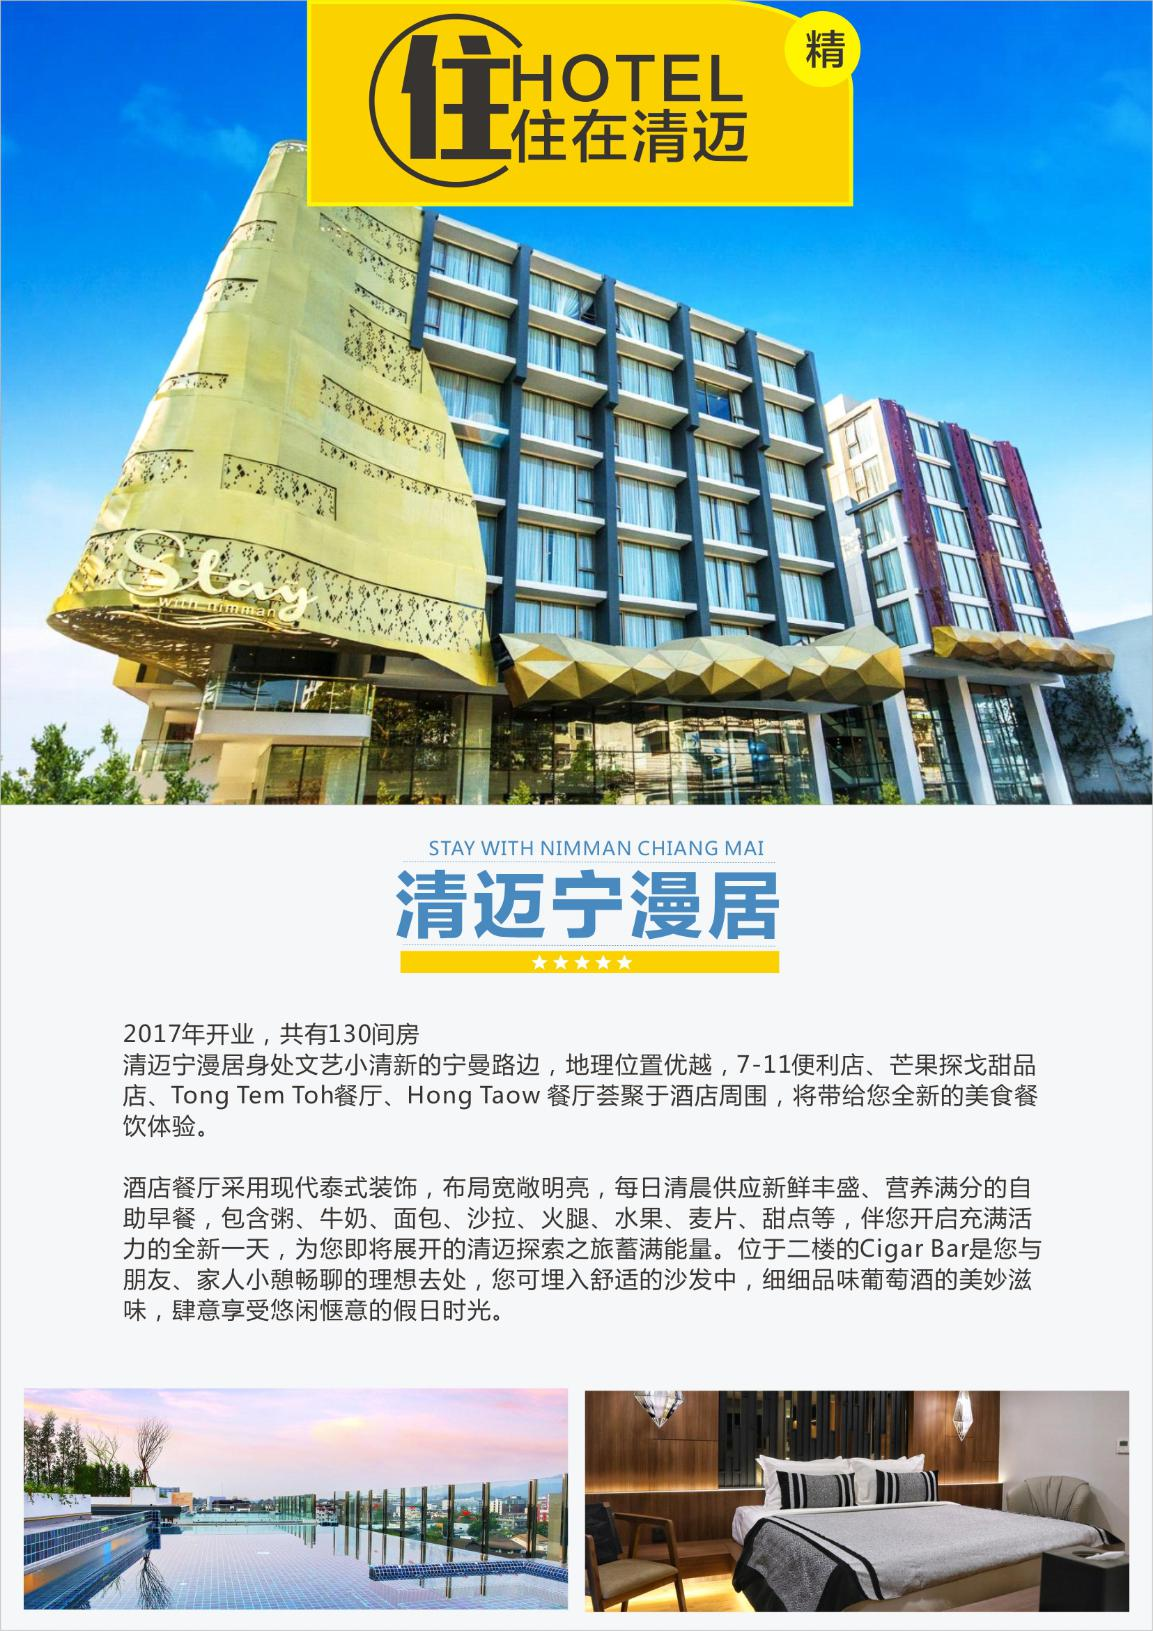 精
住HOTEL
住在清迈
Stay
with nimman
STAY WITH NIMMAN CHIANG MAI
清迈宁漫居
2017年开业，共有130间房
清迈宁漫居身处文艺小清新的宁曼路边，地理位置优越，7-11便利店、芒果探戈甜品
店、Tong Tem Toh餐厅、Hong Taow 餐厅荟聚于酒店周围，将带给您全新的美食餐
饮体验。
酒店餐厅采用现代泰式装饰，布局宽敞明亮，每日清晨供应新鲜丰盛、营养满分的自
助早餐，包含粥、牛奶、面包、沙拉、火腿、水果、麦片、甜点等，伴您开启充满活
力的全新一天，为您即将展开的清迈探索之旅蓄满能量。位于二楼的Cigar Bar是您与
朋友、家人小憩畅聊的理想去处，您可埋入舒适的沙发中，细细品味葡萄酒的美妙滋
味，肆意享受悠闲惬意的假日时光。